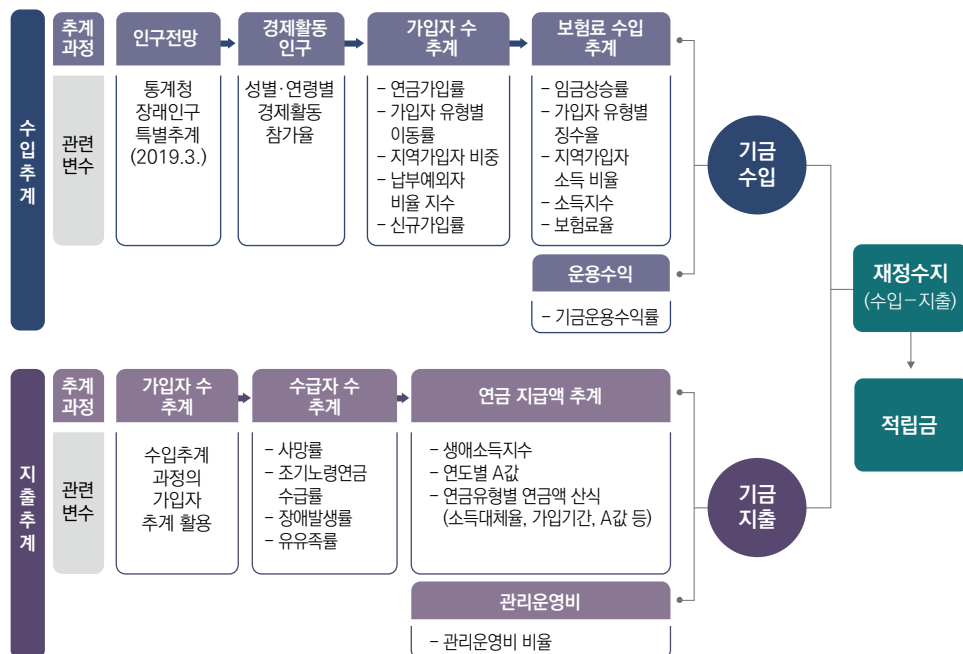 수입추계
추계
과정
인구전망
경제활동
인구
가입자 수
추계
보험료 수입
추계
관련
변수
통계청
장래인구
특별추계
(2019.3.)
성별·연령별
경제활동
참가율
– 연금가입률
– 가입자 유형별
이동률
– 지역가입자 비중
– 납부예외자
비율 지수
– 신규가입률
– 임금상승률
– 가입자 유형별
징수율
– 지역가입자
소득 비율
– 소득지수
– 보험료율
운용수익
– 기금운용수익률
기금
수입
재정수지
(수입–지출)
적립금
지출추계
추계
과정
가입자 수
추계
수급자 수
추계
연금 지급액 추계
관련
변수
수입추계
과정의
가입자
추계 활용
– 사망률
– 조기노령연금
수급률
– 장애발생률
– 유유족률
– 생애소득지수
– 연도별 A값
– 연금유형별 연금액 산식
(소득대체율, 가입기간, A값 등)
관리운영비
– 관리운영비 비율
기금
지출